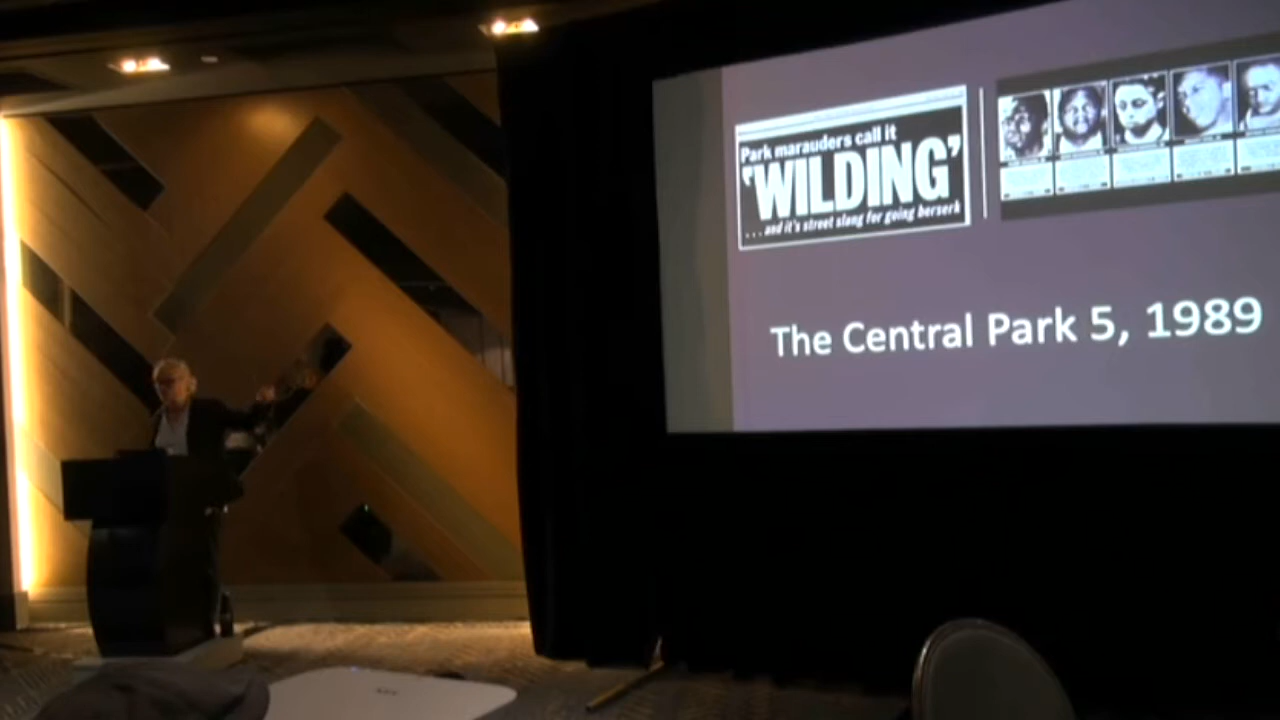 Park marauders call it
'WILDING'
...and it's street slang for going berserk
The Central Park 5, 1989